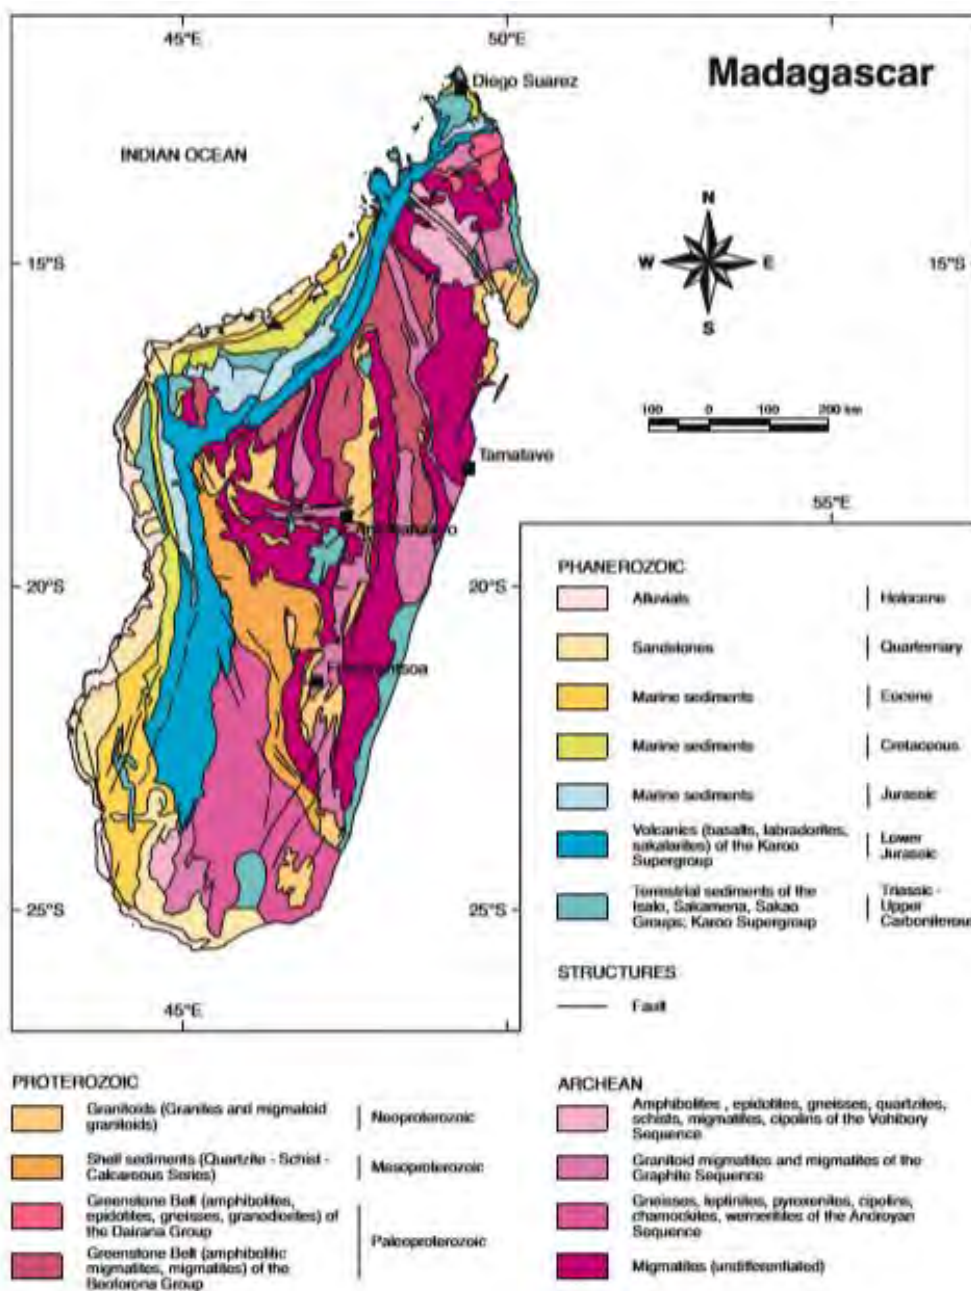 45°E
50°E
Madagascar
Diego Suarez
INDIAN OCEAN
N
W
E
S
15°S
15°S
100 0 100 200 km
Tamatave
55°E
20°S
20°S
25°S
25°S
45°E
PHANEROZOIC
Alluvials
Holocene
Sandstones
Quarternary
Marine sediments
Eocene
Marine sediments
Cretaceous
Marine sediments
Jurassic
Volcanics (basalts, labradorites,
sakalarites) of the Karoo
Supergroup
Lower
Jurassic
Terrestrial sediments of the
Isalo, Sakamena, Sakao
Groups; Karoo Supergroup
Triassic -
Upper
Carboniferous
STRUCTURES
Fault
PROTEROZOIC
Granitoids (Granites and migmatoid
granitoids)
Neoproterozoic
Shelf sediments (Quartzite - Schist -
Calcareous Series)
Mesoproterozoic
Greenstone Belt (amphibolites,
epidotites, gneisses, granodiorites) of
the Dairana Group
Greenstone Belt (amphibolitic
migmatites, migmatites) of the
Beoforona Group
Paleoproterozoic
ARCHEAN
Amphibolites , epidotites, gneisses, quartzites,
schists, migmatites, cipolins of the Vohibory
Sequence
Granitoid migmatites and migmatites of the
Graphite Sequence
Gneisses, leptinites, pyroxenites, cipolins,
charnockites, wernerites of the Androyan
Sequence
Migmatites (undifferentiated)